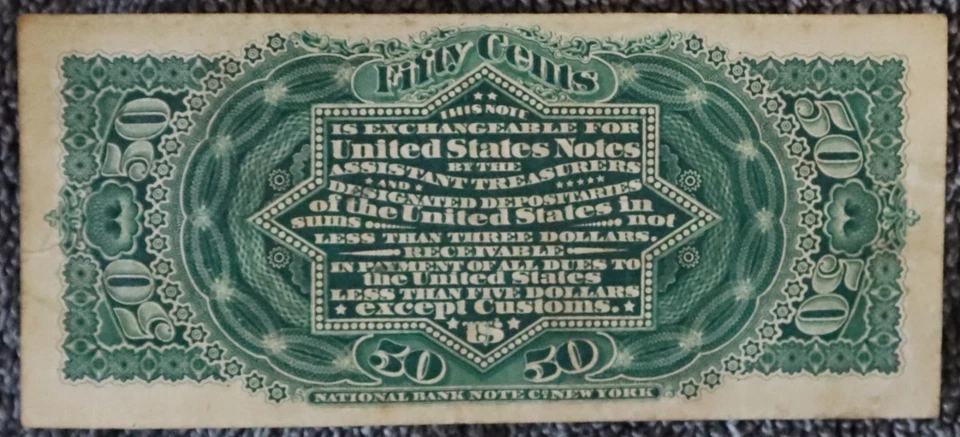 Fifty Cents
THIS NOTE
IS EXCHANGEABLE FOR
United States Notes
BY THE
ASSISTANT TREASURERS
AND
DESIGNATED DEPOSITARIES
of the United States in
sums not
LESS THAN THREE DOLLARS
RECEIVABLE
IN PAYMENT OF ALL DUES TO
the United States
LESS THAN FIVE DOLLARS
except Customs.
50
50
50
50
50 50
NATIONAL BANK NOTE Co. NEW YORK